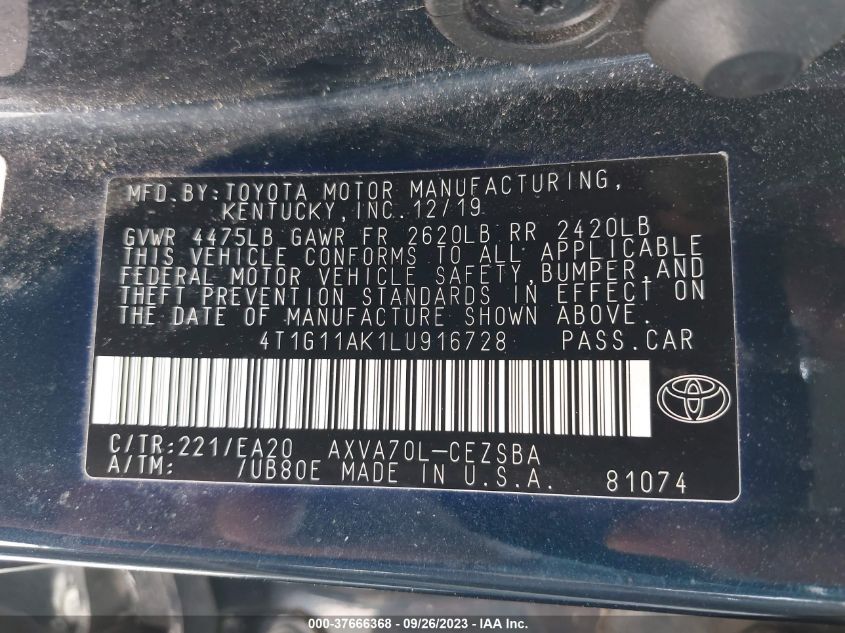 MFD.BY:TOYOTA MOTOR MANUFACTURING,
KENTUCKY,INC.12/19
GVWR 4475LB GAWR FR 2620LB RR 2420LB
THIS VEHICLE CONFORMS TO ALL APPLICABLE
FEDERAL MOTOR VEHICLE SAFETY,BUMPER,AND
THEFT PREVENTION STANDARDS IN EFFECT ON
THE DATE OF MANUFACTURE SHOWN ABOVE.
4T1G11AK1LU916728 PASS.CAR
C/TR:221/EA20 AXVA70L-CEZSBA
A/TM: /UB80E MADE IN U.S.A. 81074
000-37666368 - 09/26/2023 - IAAI.com